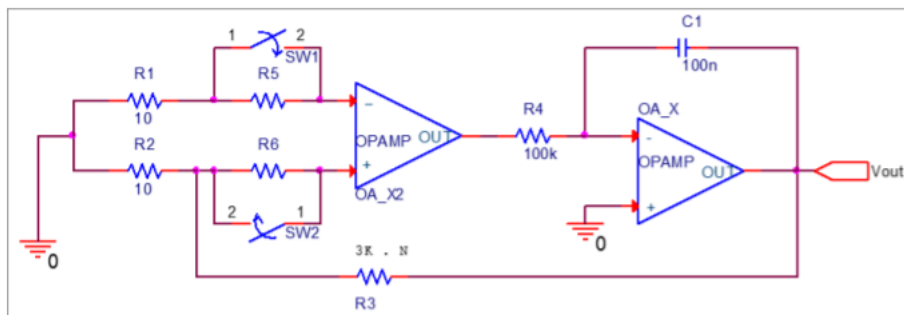 C1
100n
1
2
SW1
R1
10
R5
-
OPAMP
OUT
+
OA_X2
R4
100k
OA_X
-
OPAMP
OUT
+
Vout
R2
10
R6
2
1
SW2
0
0
3K . N
R3